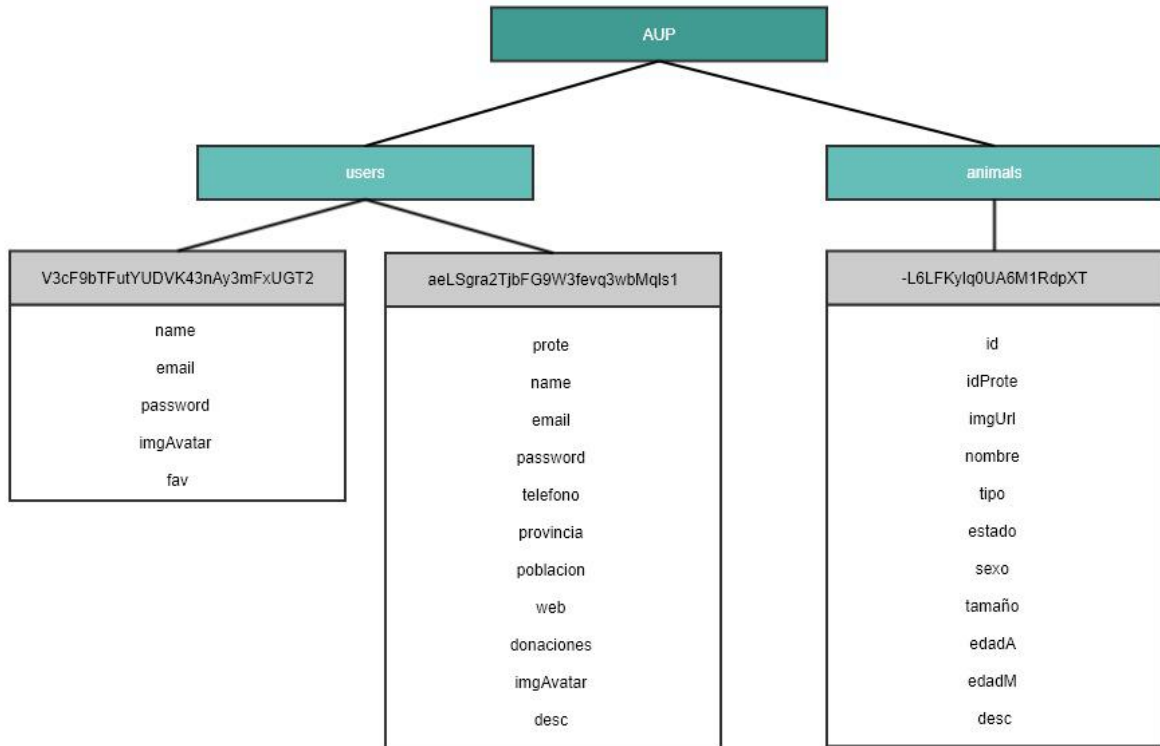 AUP
users
animals
V3cF9bTFutYUDVK43nAy3mFxUGT2
name
email
password
imgAvatar
fav
aeLSgra2TjbFG9W3fevq3wbMqls1
prote
name
email
password
telefono
provincia
poblacion
web
donaciones
imgAvatar
desc
-L6LFKylq0UA6M1RdpXT
id
idProte
imgUrl
nombre
tipo
estado
sexo
tamaño
edadA
edadM
desc